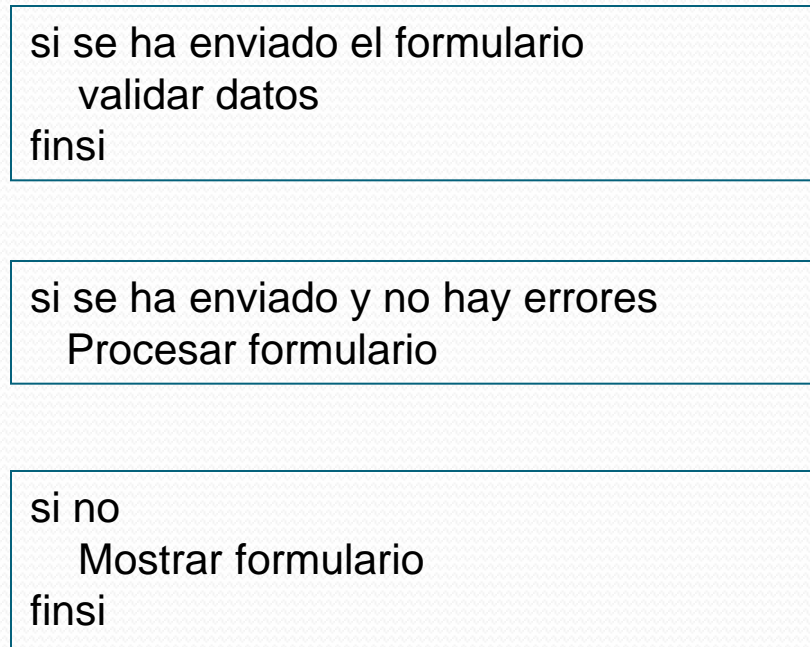 si se ha enviado el formulario
validar datos
finsi
si se ha enviado y no hay errores
Procesar formulario
si no
Mostrar formulario
finsi